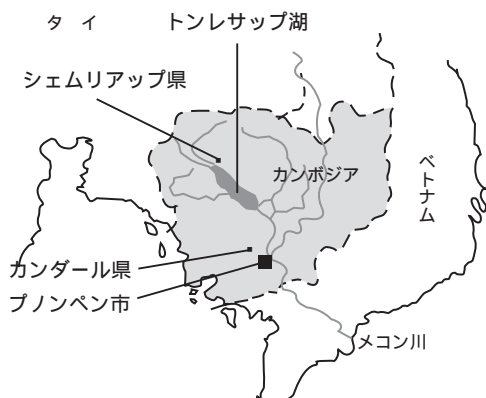 タイ
トンレサップ湖
シェムリアップ県
カンボジア
ベトナム
カンダール県
プノンペン市
メコン川